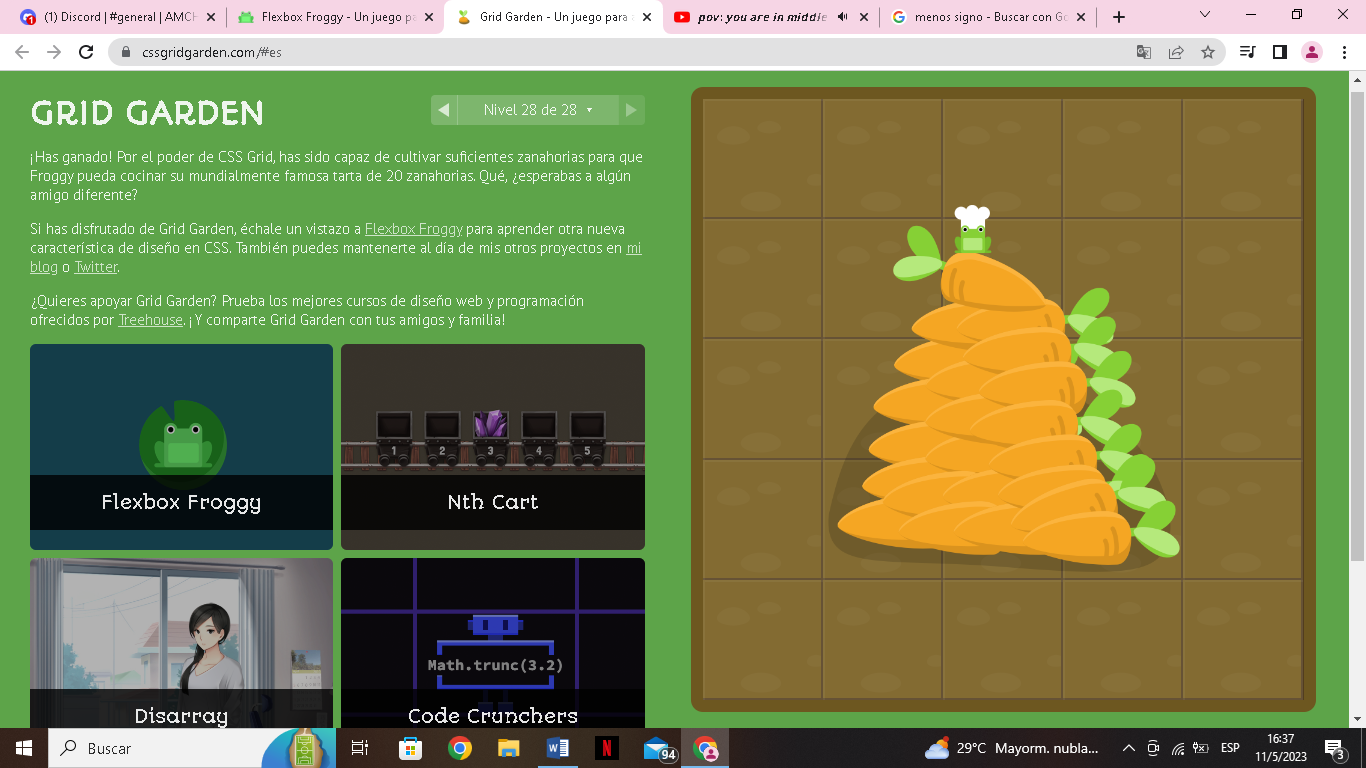 (1) Discord | #general | AMCH
Flexbox Froggy - Un juego pa
Grid Garden - Un juego para
pov: you are in middle
menos signo - Buscar con Go
cssgridgarden.com/#es
GRID GARDEN
Nivel 28 de 28
¡Has ganado! Por el poder de CSS Grid, has sido capaz de cultivar suficientes zanahorias para que
Froggy pueda cocinar su mundialmente famosa tarta de 20 zanahorias. Qué, ¿esperabas a algún
amigo diferente?
Si has disfrutado de Grid Garden, échale un vistazo a Flexbox Froggy para aprender otra nueva
característica de diseño en CSS. También puedes mantenerte al día de mis otros proyectos en mi
blog o Twitter.
¿Quieres apoyar Grid Garden? Prueba los mejores cursos de diseño web y programación
ofrecidos por Treehouse. ¡Y comparte Grid Garden con tus amigos y familia!
1 2 3 4 5
Flexbox Froggy
Nth Cart
Math.trunc(3.2)
Disarray
Code Crunchers
Buscar
94
29°C Mayorm. nubla...
ESP
16:37
11/5/2023
3